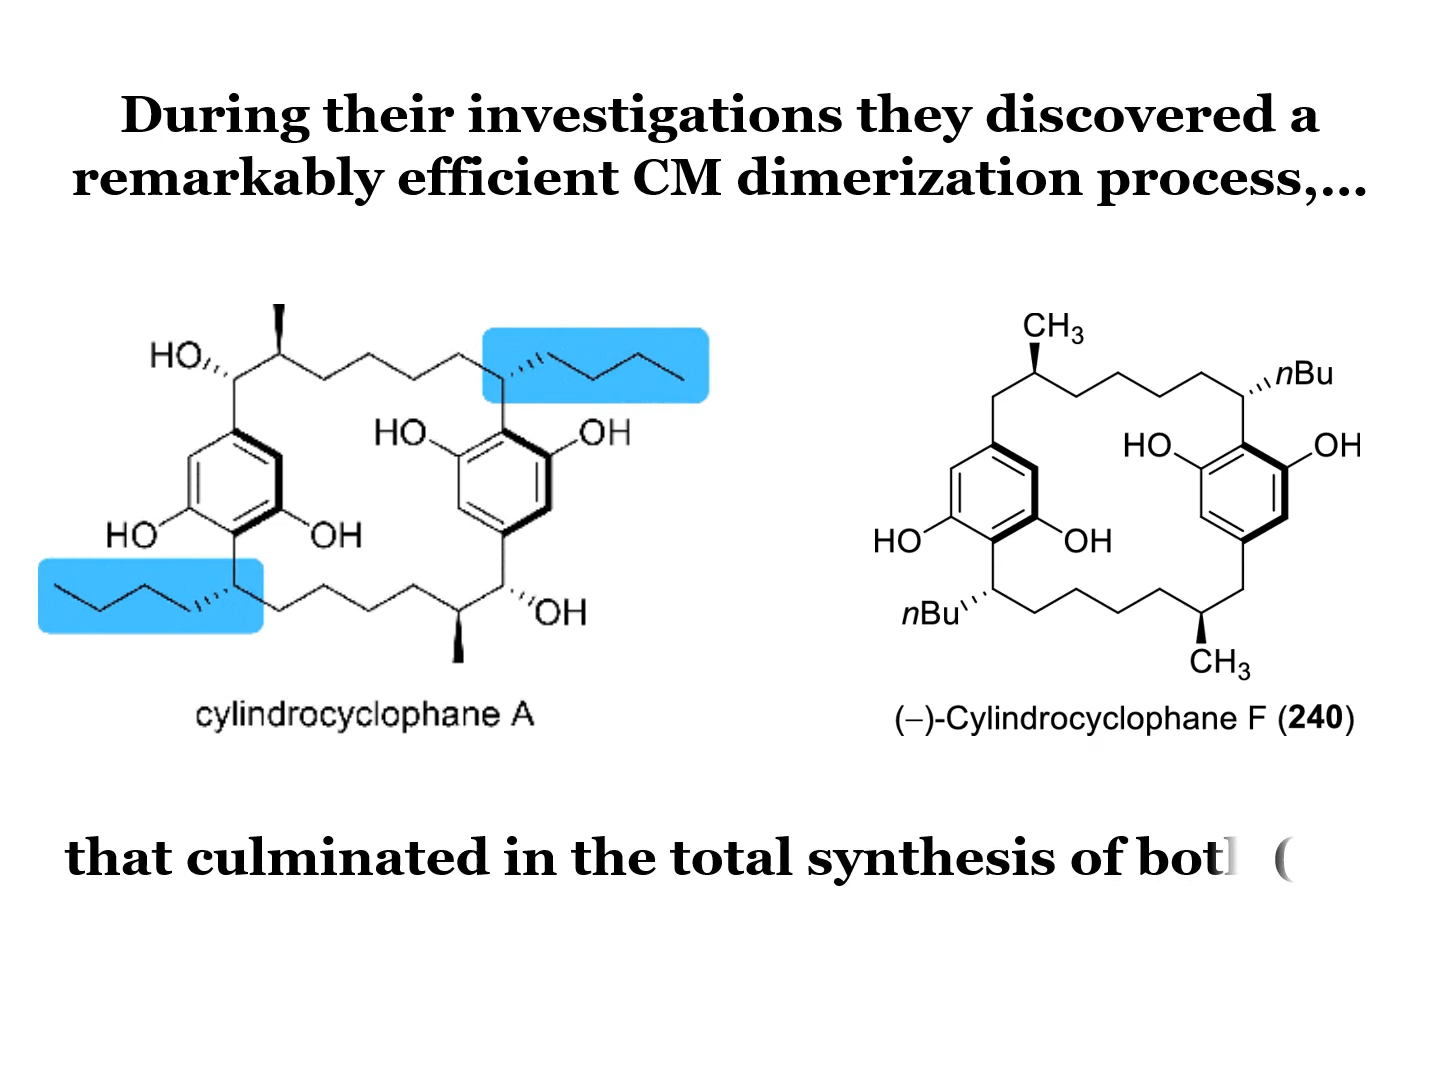 During their investigations they discovered a
remarkably efficient CM dimerization process,...
CH3
HO
nBu
HO
OH
HO
OH
HO
OH
HO
OH
nBu
OH
CH3
cylindrocyclophane A
(−)-Cylindrocyclophane F (240)
that culminated in the total synthesis of both (